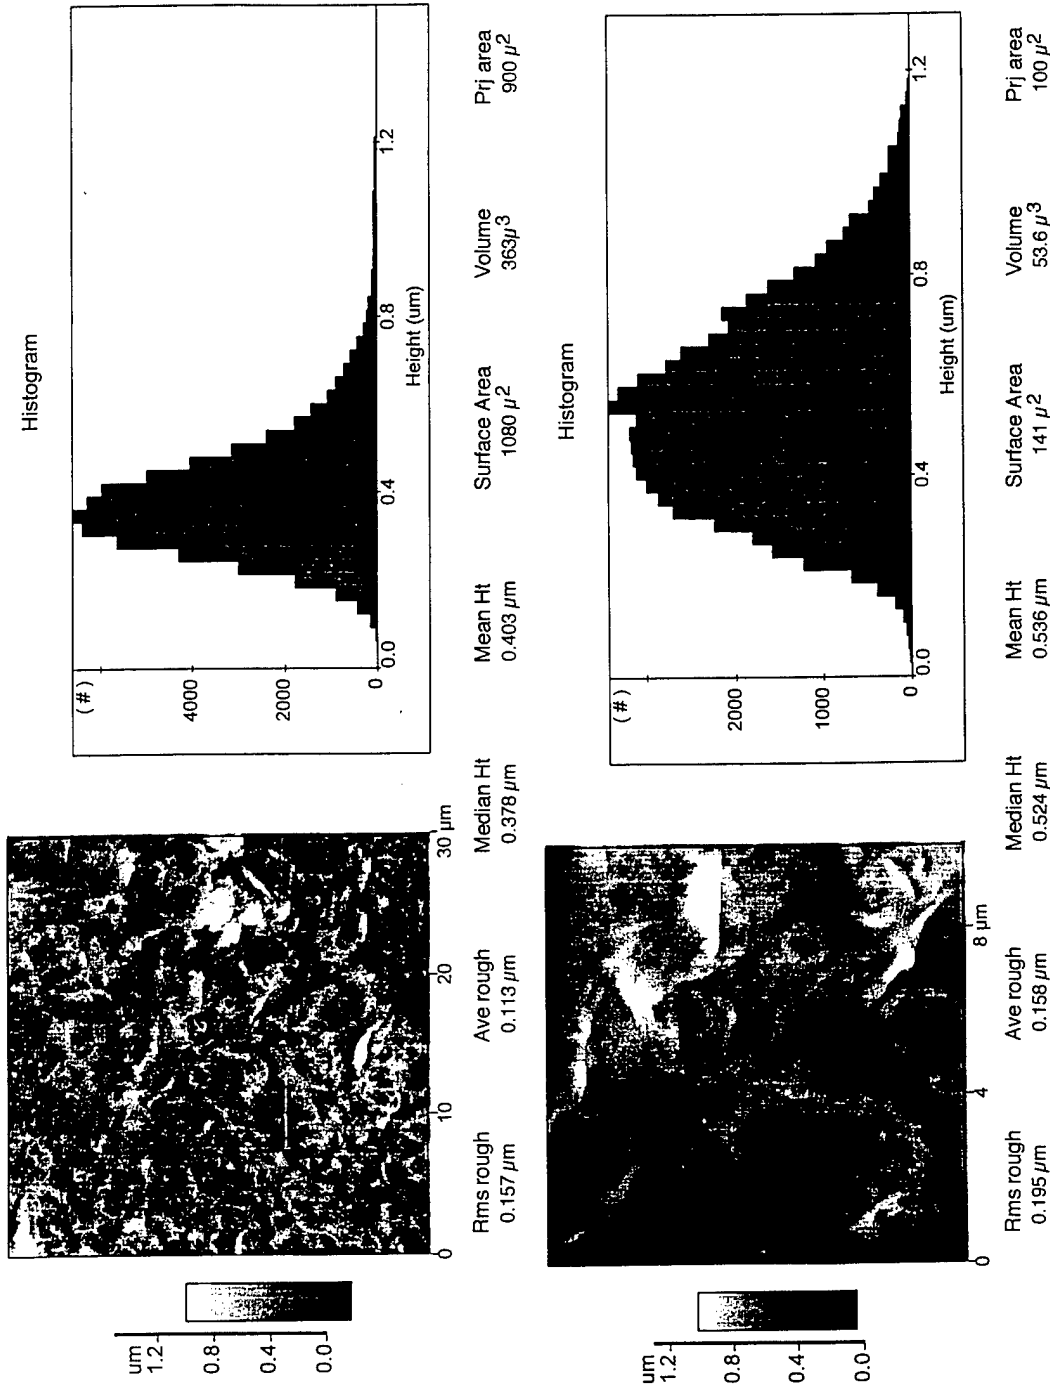 um
1.2
0.8
0.4
0.0
0 10 20 30 µm
Histogram
(#)
4000
2000
0
0.0 0.4 0.8 1.2
Height (um)
Rms rough Ave rough Median Ht Mean Ht Surface Area Volume Prj area
0.157 µm 0.113 µm 0.378 µm 0.403 µm 1080 µ² 363µ³ 900 µ²
um
1.2
0.8
0.4
0.0
0 4 8 µm
Histogram
(#)
2000
1000
0
0.0 0.4 0.8 1.2
Height (um)
Rms rough Ave rough Median Ht Mean Ht Surface Area Volume Prj area
0.195 µm 0.158 µm 0.524 µm 0.536 µm 141 µ² 53.6 µ³ 100 µ²